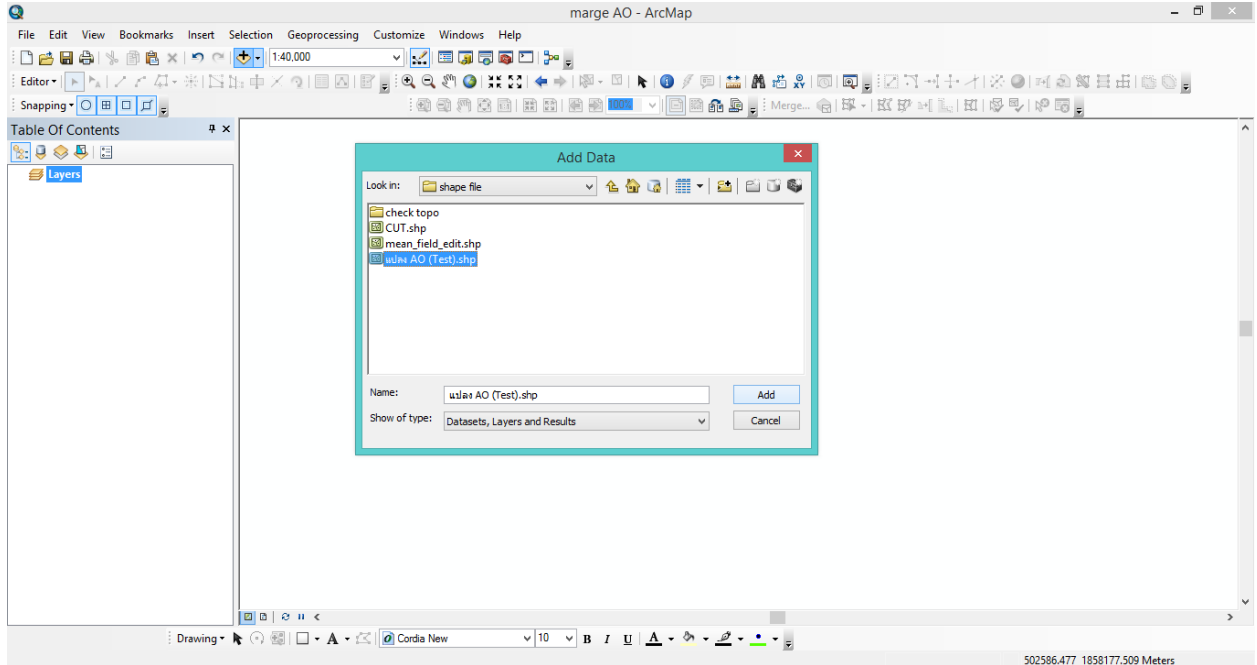 marge AO - ArcMap
File Edit View Bookmarks Insert Selection Geoprocessing Customize Windows Help
1:40,000
Editor
Snapping 100% Merge...
Table Of Contents
Layers
Add Data
Look in: shape file
check topo
CUT.shp
mean_field_edit.shp
แปลง AO (Test).shp
Name: แปลง AO (Test).shp Add
Show of type: Datasets, Layers and Results Cancel
Drawing A Cordia New 10 B I U A
502586.477 1858177.509 Meters